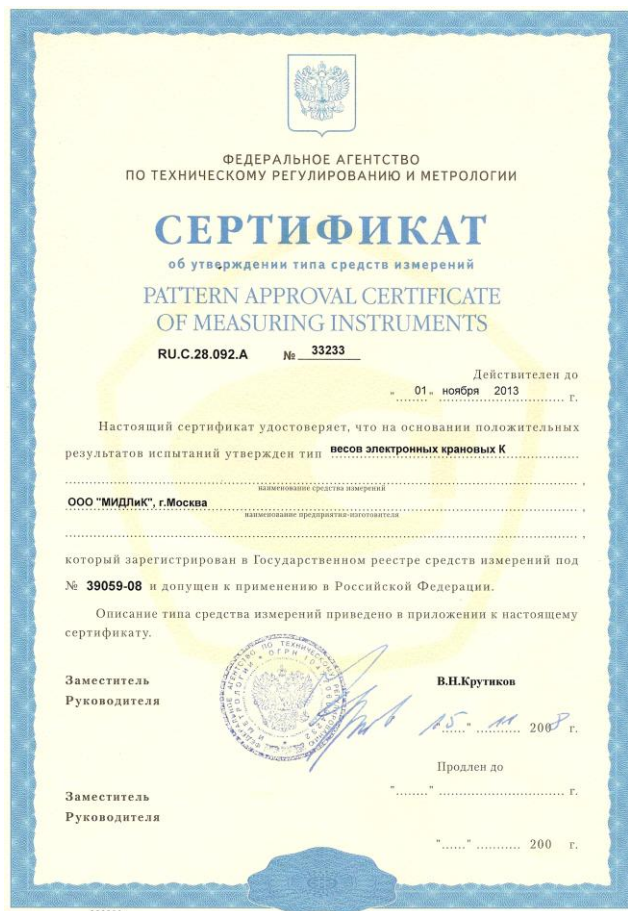 ФЕДЕРАЛЬНОЕ АГЕНТСТВО
ПО ТЕХНИЧЕСКОМУ РЕГУЛИРОВАНИЮ И МЕТРОЛОГИИ
СЕРТИФИКАТ
об утверждении типа средств измерений
PATTERN APPROVAL CERTIFICATE
OF MEASURING INSTRUMENTS
RU.C.28.092.A № 33233
Действителен до
" 01 " ноября 2013 г.
Настоящий сертификат удостоверяет, что на основании положительных
результатов испытаний утвержден тип весов электронных крановых К
наименование средства измерений
ООО "МИДЛиК", г.Москва
наименование предприятия-изготовителя
который зарегистрирован в Государственном реестре средств измерений под
№ 39059-08 и допущен к применению в Российской Федерации.
Описание типа средства измерений приведено в приложении к настоящему
сертификату.
Заместитель
Руководителя
В.Н.Крутиков
"15" 11 2008 г.
Продлен до
"........" ............................ г.
Заместитель
Руководителя
"......" ........... 200 г.